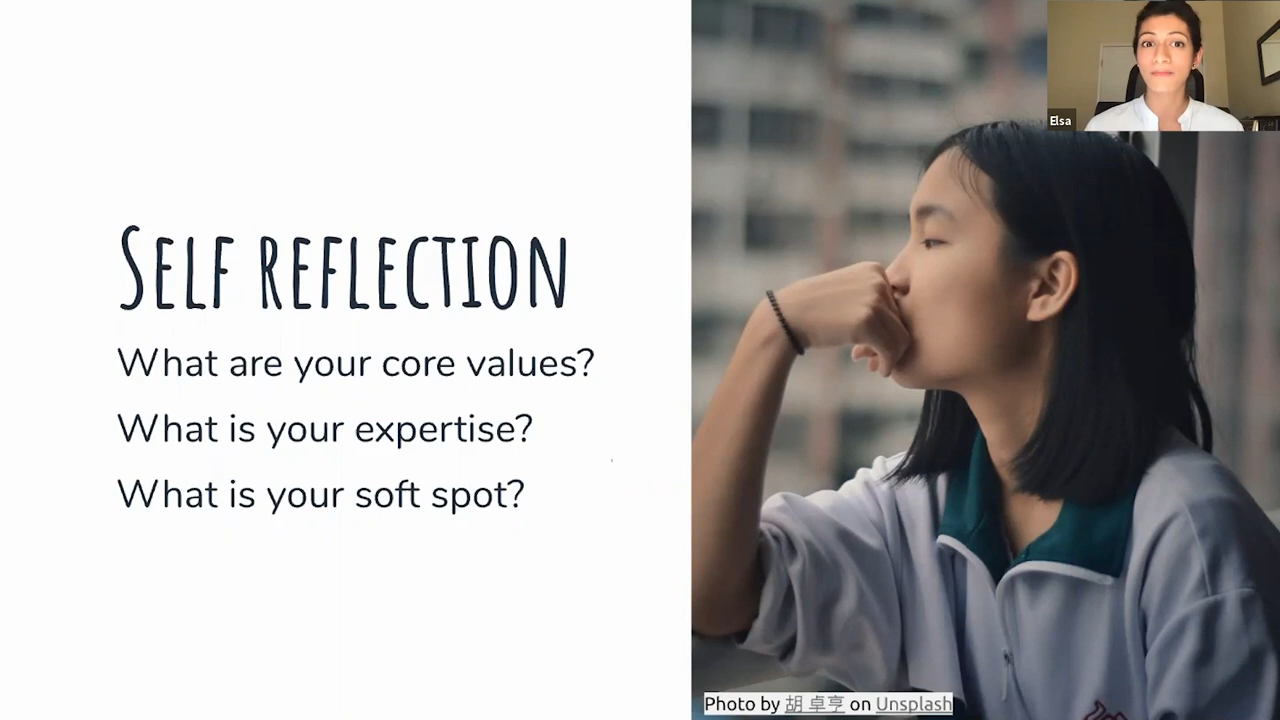 Elsa
Self reflection
What are your core values?
What is your expertise?
What is your soft spot?
Photo by 胡 卓亨 on Unsplash